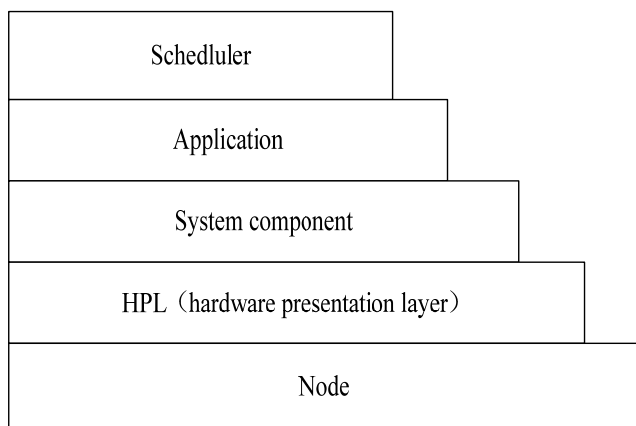 Schedluler
Application
System component
HPL（hardware presentation layer）
Node